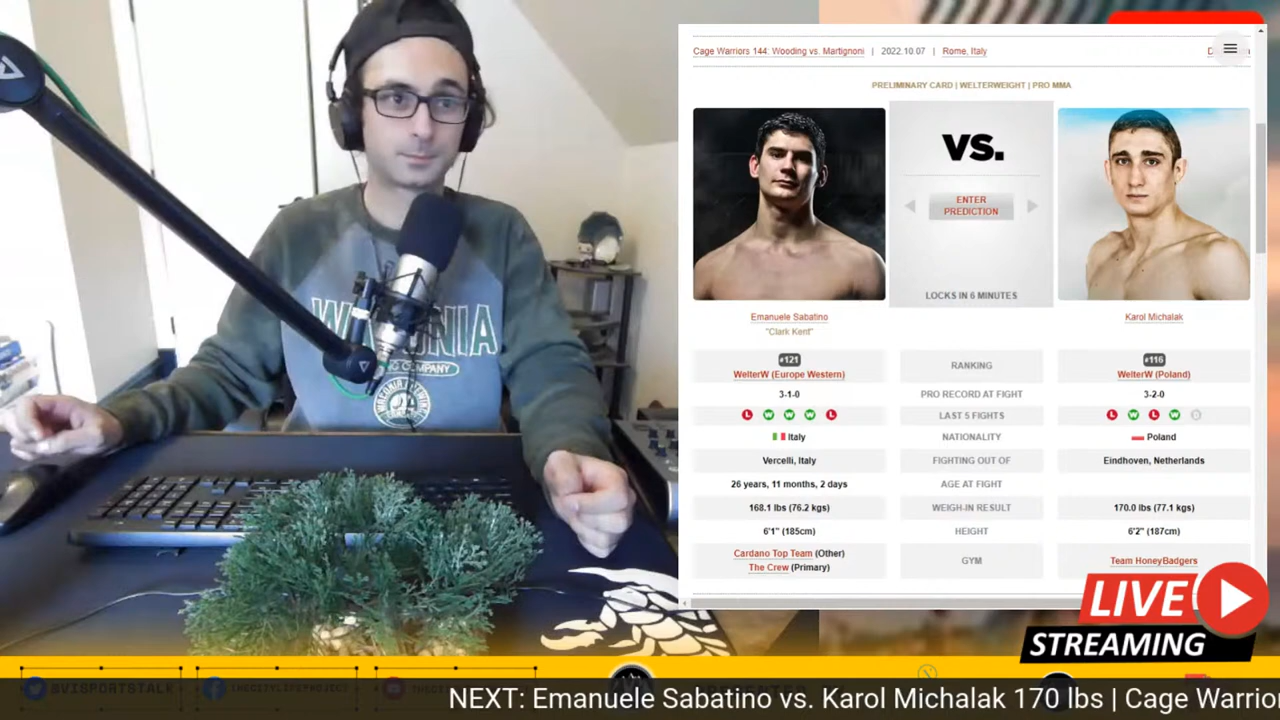 Cage Warriors 144: Wooding vs. Martignoni | 2022.10.07 | Rome, Italy
PRELIMINARY CARD | WELTERWEIGHT | PRO MMA
VS.
ENTER
PREDICTION
LOCKS IN 6 MINUTES
Emanuele Sabatino
"Clark Kent"
Karol Michalak
#121
WelterW (Europe Western)
RANKING
#116
WelterW (Poland)
3-1-0 PRO RECORD AT FIGHT 3-2-0
L W W W L LAST 5 FIGHTS L W L W D
Italy NATIONALITY Poland
Vercelli, Italy FIGHTING OUT OF Eindhoven, Netherlands
26 years, 11 months, 2 days AGE AT FIGHT
168.1 lbs (76.2 kgs) WEIGH-IN RESULT 170.0 lbs (77.1 kgs)
6'1" (185cm) HEIGHT 6'2" (187cm)
Cardano Top Team (Other)
The Crew (Primary)
GYM
Team HoneyBadgers
LIVE
STREAMING
@VISPORTSTALK
THECITYLIFEPROJECT
NEXT: Emanuele Sabatino vs. Karol Michalak 170 lbs | Cage Warrio